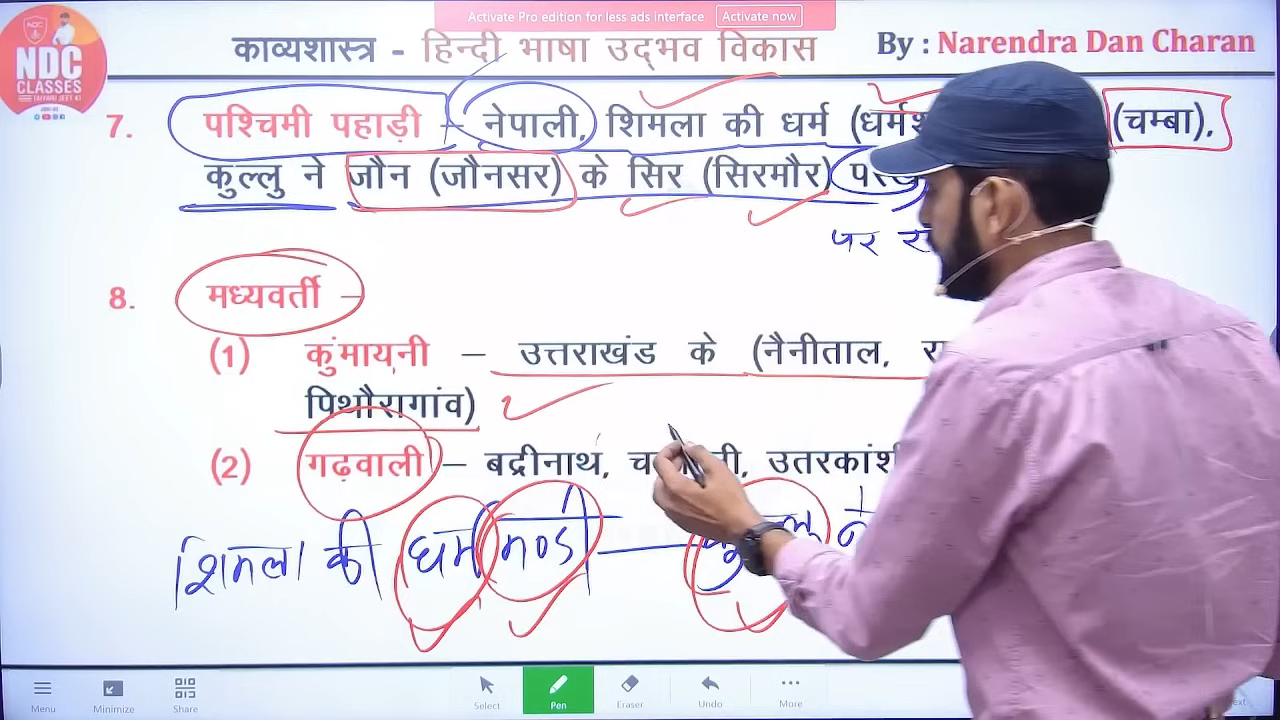 Activate Pro edition for less ads interface Activate now
NDC
CLASSES
काव्यशास्त्र - हिन्दी भाषा उद्‌भव विकास
By : Narendra Dan Charan
7. पश्चिमी पहाड़ी - नेपाली, शिमला की धर्म (चम्बा),
कुल्लु ने जौन (जौनसर) के सिर (सिरमौर)
पर
8. मध्यवर्ती –
(1) कुंमायनी – उत्तराखंड के (नैनीताल,
पिथौरागांव)
(2) गढ़वाली – बद्रीनाथ, उतरकांशी
शिमला की धर्म मण्डी ने
Menu Minimize Share Select Pen Eraser Undo More